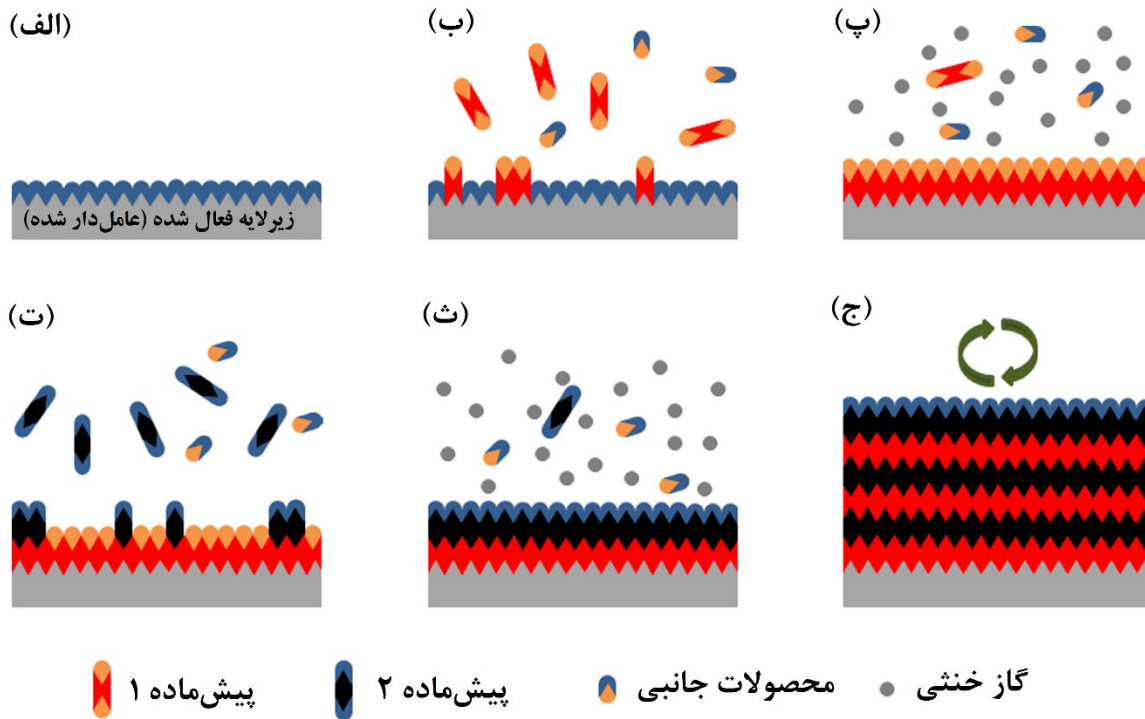 (الف)
(ب)
(پ)
زیرلایه فعال شده (عامل‌دار شده)
(ت)
(ث)
(ج)
پیش‌ماده ۱
پیش‌ماده ۲
محصولات جانبی
گاز خنثی